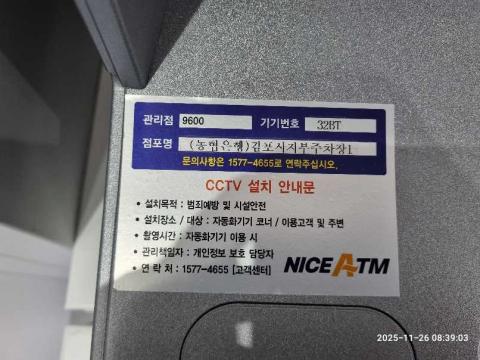 관리점 9600 기기번호 32BT
점포명 (농협은행)김포시지부주차장1
문의사항은 1577-4655로 연락주십시오.
CCTV 설치 안내문
• 설치목적 : 범죄예방 및 시설안전
• 설치장소 / 대상 : 자동화기기 코너 / 이용고객 및 주변
• 촬영시간 : 자동화기기 이용 시
• 관리책임자 : 개인정보 보호 담당자
• 연 락 처 : 1577-4655 [고객센터]
NICE ATM
2025-11-26 08:39:03